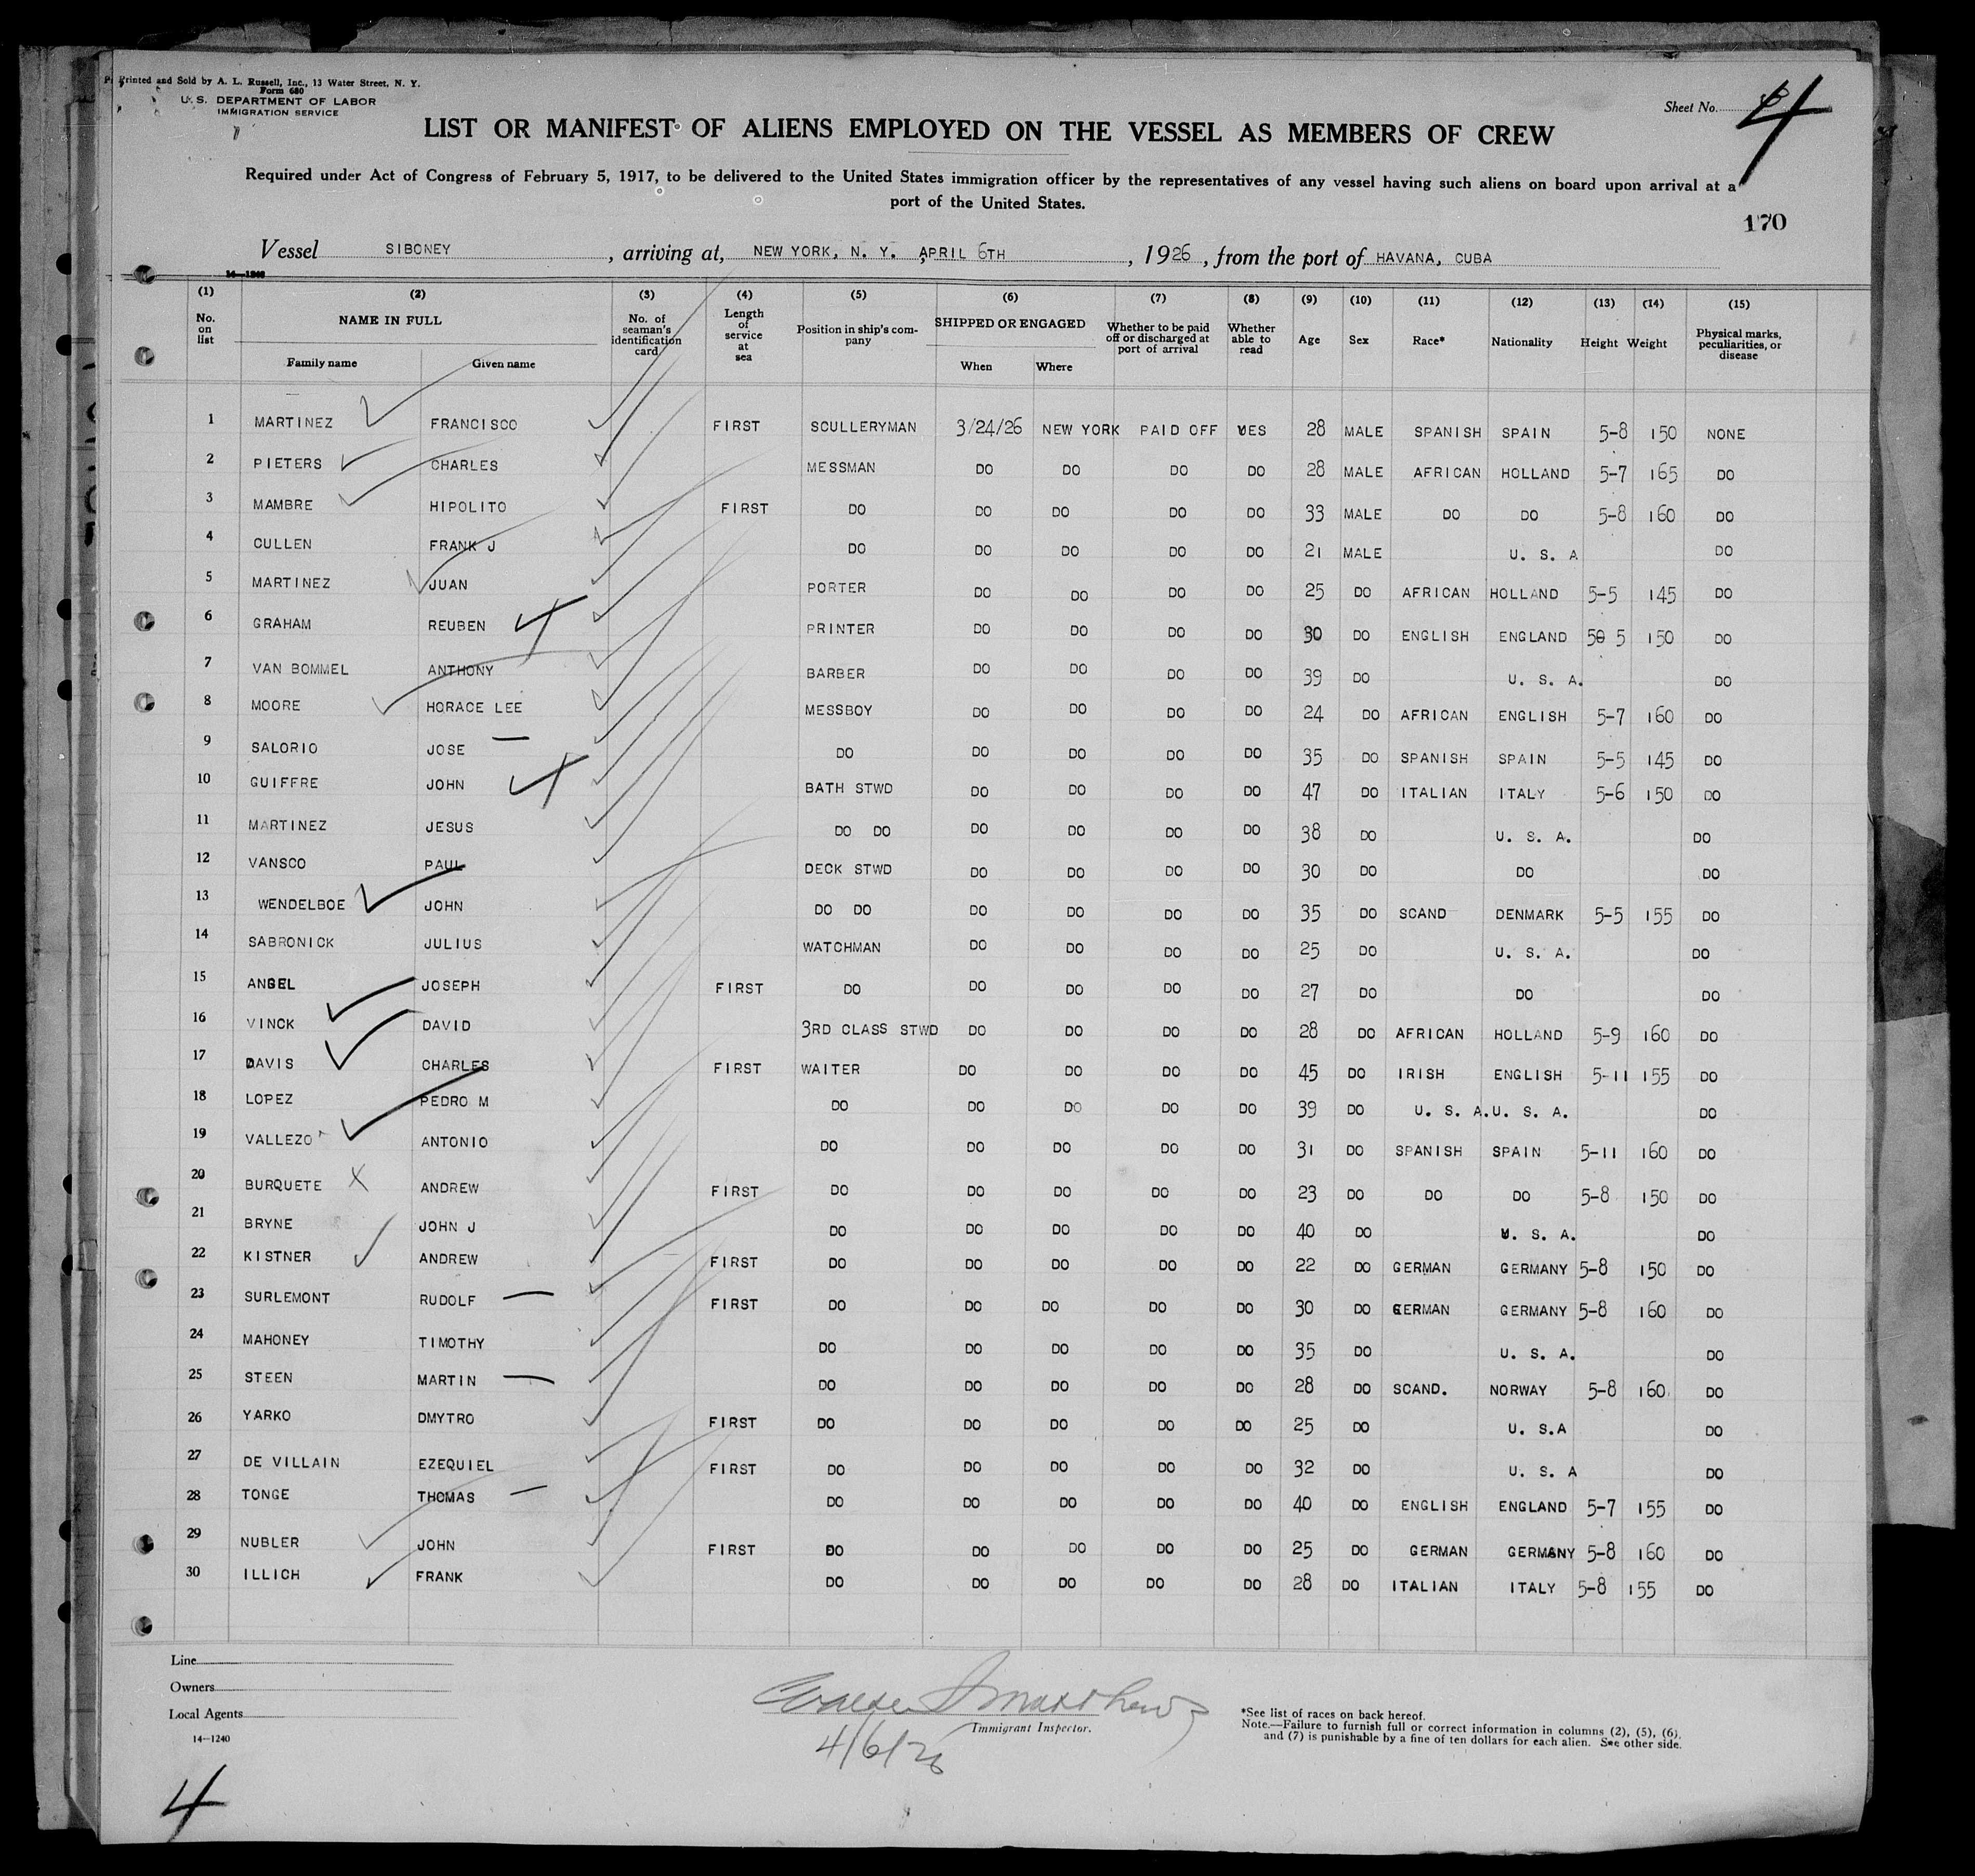 Printed and Sold by A. L. Russell, Inc., 13 Water Street, N. Y.
Form 680
U. S. DEPARTMENT OF LABOR
IMMIGRATION SERVICE
Sheet No. 4
LIST OR MANIFEST OF ALIENS EMPLOYED ON THE VESSEL AS MEMBERS OF CREW
Required under Act of Congress of February 5, 1917, to be delivered to the United States immigration officer by the representatives of any vessel having such aliens on board upon arrival at a
port of the United States.
170
Vessel SIBONEY, arriving at, NEW YORK, N. Y. APRIL 6TH, 1926, from the port of HAVANA, CUBA
14-1240
(1) (2) (3) (4) (5) (6) (7) (8) (9) (10) (11) (12) (13) (14) (15)
No. on list NAME IN FULL Family name Given name No. of seaman's identification card Length of service at sea Position in ship's company SHIPPED OR ENGAGED When Where Whether to be paid off or discharged at port of arrival Whether able to read Age Sex Race* Nationality Height Weight Physical marks, peculiarities, or disease
1 MARTINEZ FRANCISCO FIRST SCULLERYMAN 3/24/26 NEW YORK PAID OFF YES 28 MALE SPANISH SPAIN 5-8 150 NONE
2 PIETERS CHARLES MESSMAN DO DO DO DO 28 MALE AFRICAN HOLLAND 5-7 165 DO
3 MAMBRE HIPOLITO FIRST DO DO DO DO DO 33 MALE DO DO 5-8 160 DO
4 CULLEN FRANK J DO DO DO DO DO 21 MALE U. S. A DO
5 MARTINEZ JUAN PORTER DO DO DO DO 25 DO AFRICAN HOLLAND 5-5 145 DO
6 GRAHAM REUBEN PRINTER DO DO DO DO 30 DO ENGLISH ENGLAND 50 5 150 DO
7 VAN BOMMEL ANTHONY BARBER DO DO DO DO 39 DO U. S. A. DO
8 MOORE HORACE LEE MESSBOY DO DO DO DO 24 DO AFRICAN ENGLISH 5-7 160 DO
9 SALORIO JOSE DO DO DO DO DO 35 DO SPANISH SPAIN 5-5 145 DO
10 GUIFFRE JOHN BATH STWD DO DO DO DO 47 DO ITALIAN ITALY 5-6 150 DO
11 MARTINEZ JESUS DO DO DO DO DO DO 38 DO U. S. A. DO
12 VANSCO PAUL DECK STWD DO DO DO DO 30 DO DO DO
13 WENDELBOE JOHN DO DO DO DO DO DO 35 DO SCAND DENMARK 5-5 155 DO
14 SABRONICK JULIUS WATCHMAN DO DO DO DO 25 DO U. S. A. DO
15 ANGEL JOSEPH FIRST DO DO DO DO DO 27 DO DO DO
16 VINCK DAVID 3RD CLASS STWD DO DO DO DO 28 DO AFRICAN HOLLAND 5-9 160 DO
17 DAVIS CHARLES FIRST WAITER DO DO DO DO 45 DO IRISH ENGLISH 5-11 155 DO
18 LOPEZ PEDRO M DO DO DO DO DO 39 DO U. S. A. U. S. A. DO
19 VALLEZO ANTONIO DO DO DO DO DO 31 DO SPANISH SPAIN 5-11 160 DO
20 BURQUETE X ANDREW FIRST DO DO DO DO DO 23 DO DO DO 5-8 150 DO
21 BRYNE JOHN J DO DO DO DO DO 40 DO U. S. A. DO
22 KISTNER ANDREW FIRST DO DO DO DO DO 22 DO GERMAN GERMANY 5-8 150 DO
23 SURLEMONT RUDOLF FIRST DO DO DO DO DO 30 DO GERMAN GERMANY 5-8 160 DO
24 MAHONEY TIMOTHY DO DO DO DO DO 35 DO U. S. A. DO
25 STEEN MARTIN DO DO DO DO DO 28 DO SCAND. NORWAY 5-8 160 DO
26 YARKO DMYTRO FIRST DO DO DO DO DO 25 DO U. S.A DO
27 DE VILLAIN EZEQUIEL FIRST DO DO DO DO DO 32 DO U. S. A DO
28 TONGE THOMAS DO DO DO DO DO 40 DO ENGLISH ENGLAND 5-7 155 DO
29 NUBLER JOHN FIRST DO DO DO DO DO 25 DO GERMAN GERMANY 5-8 160 DO
30 ILLICH FRANK DO DO DO DO DO 28 DO ITALIAN ITALY 5-8 155 DO
Line
Owners
Local Agents
14-1240
Matthews
Immigrant Inspector.
4/6/26
*See list of races on back hereof.
Note.—Failure to furnish full or correct information in columns (2), (5), (6),
and (7) is punishable by a fine of ten dollars for each alien. See other side.
4